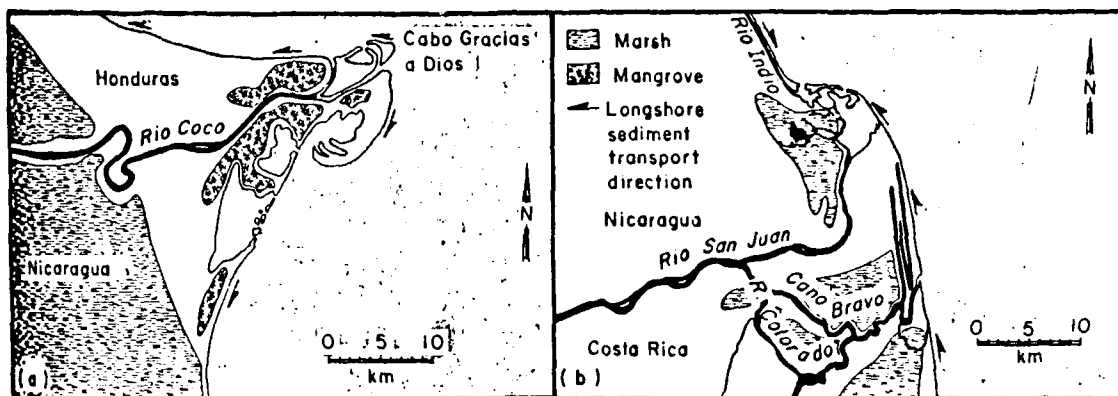 Cabo Gracias
a Dios
Honduras
Rio Coco
Nicaragua
N
0 5 10
km
(a)
Marsh
Mangrove
Longshore
sediment
transport
direction
Rio Indio
N
Nicaragua
Rio San Juan
Cano
Bravo
R. Colorado
Costa Rica
0 5 10
km
(b)